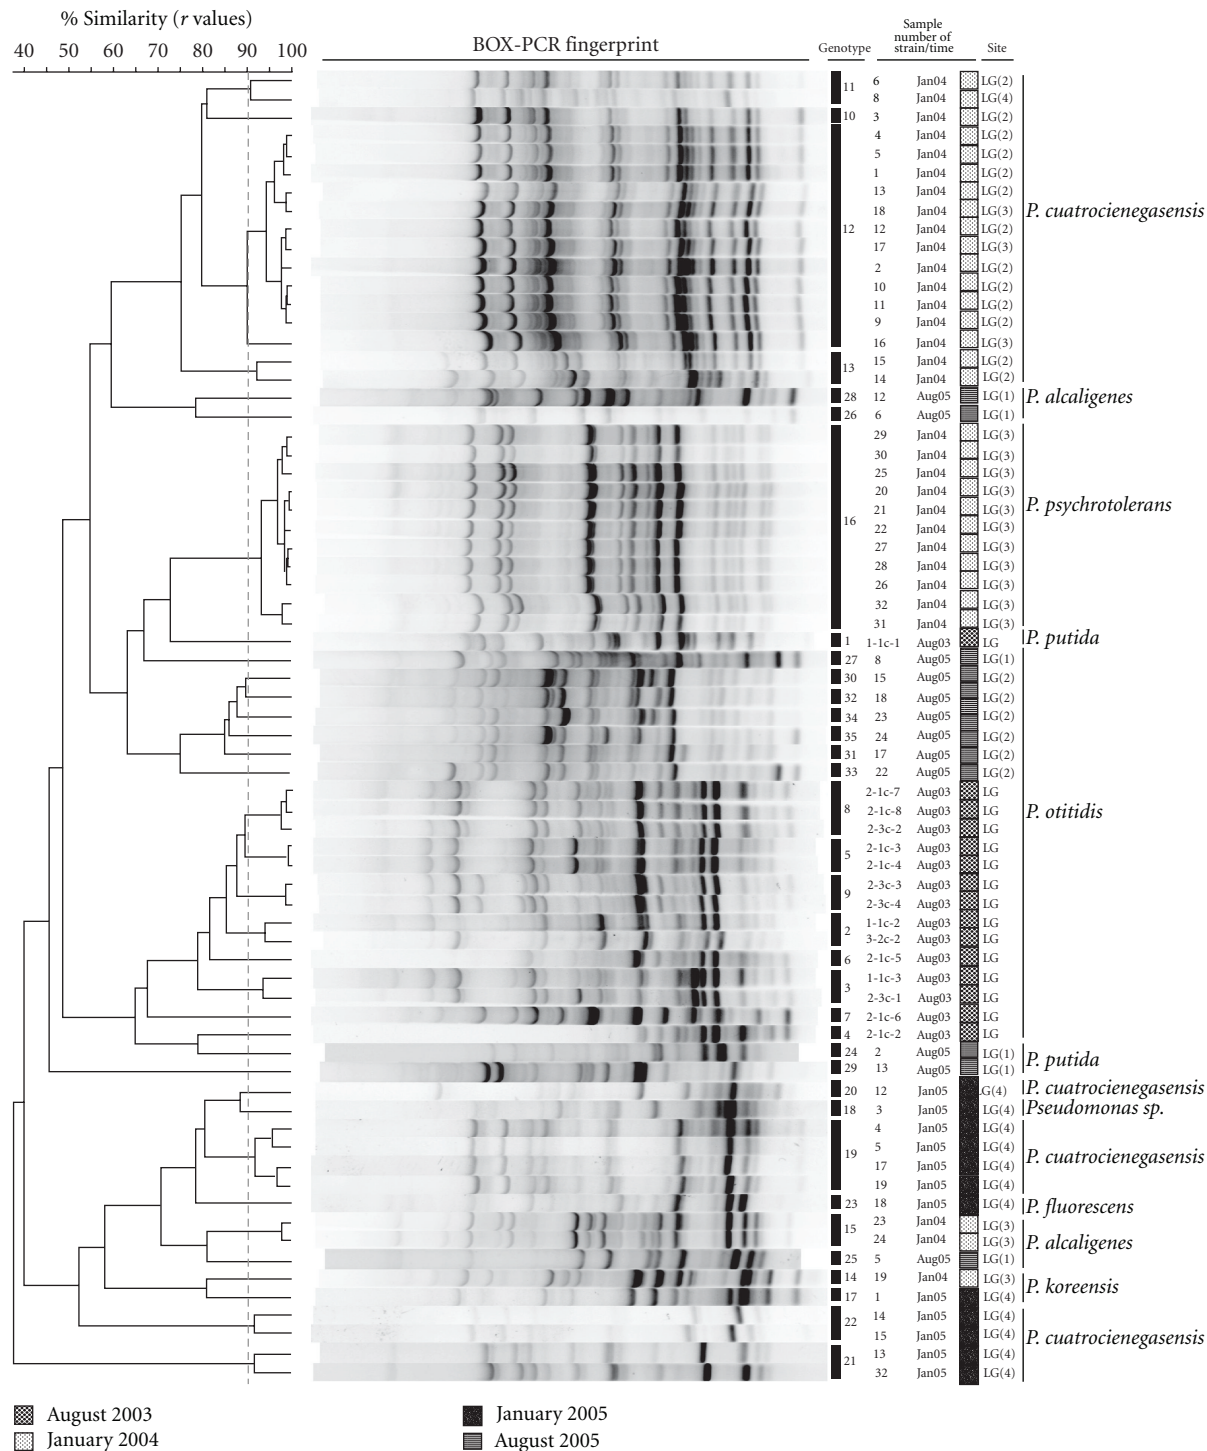 % Similarity (r values)
40 50 60 70 80 90 100
BOX-PCR fingerprint
Genotype
Sample
number of
strain/time
Site
11 6 Jan04 LG(2)
8 Jan04 LG(4)
10 3 Jan04 LG(2)
4 Jan04 LG(2)
5 Jan04 LG(2)
1 Jan04 LG(2)
13 Jan04 LG(2)
18 Jan04 LG(3) P. cuatrocienegasensis
12 12 Jan04 LG(2)
17 Jan04 LG(3)
2 Jan04 LG(2)
10 Jan04 LG(2)
11 Jan04 LG(2)
9 Jan04 LG(2)
16 Jan04 LG(3)
13 15 Jan04 LG(2)
14 Jan04 LG(2)
28 12 Aug05 LG(1) P. alcaligenes
26 6 Aug05 LG(1)
29 Jan04 LG(3)
30 Jan04 LG(3)
25 Jan04 LG(3)
20 Jan04 LG(3)
21 Jan04 LG(3) P. psychrotolerans
16 22 Jan04 LG(3)
27 Jan04 LG(3)
28 Jan04 LG(3)
26 Jan04 LG(3)
32 Jan04 LG(3)
31 Jan04 LG(3)
1 1-1c-1 Aug03 LG P. putida
27 8 Aug05 LG(1)
30 15 Aug05 LG(2)
32 18 Aug05 LG(2)
34 23 Aug05 LG(2)
35 24 Aug05 LG(2)
31 17 Aug05 LG(2)
33 22 Aug05 LG(2)
2-1c-7 Aug03 LG
8 2-1c-8 Aug03 LG P. otitidis
2-3c-2 Aug03 LG
5 2-1c-3 Aug03 LG
2-1c-4 Aug03 LG
9 2-3c-3 Aug03 LG
2-3c-4 Aug03 LG
2 1-1c-2 Aug03 LG
3-2c-2 Aug03 LG
6 2-1c-5 Aug03 LG
3 1-1c-3 Aug03 LG
2-3c-1 Aug03 LG
7 2-1c-6 Aug03 LG
4 2-1c-2 Aug03 LG
24 2 Aug05 LG(1) P. putida
29 13 Aug05 LG(1)
20 12 Jan05 .G(4) P. cuatrocienegasensis
18 3 Jan05 LG(4) Pseudomonas sp.
4 Jan05 LG(4)
19 5 Jan05 LG(4) P. cuatrocienegasensis
17 Jan05 LG(4)
19 Jan05 LG(4)
23 18 Jan05 LG(4) P. fluorescens
15 23 Jan04 LG(3)
24 Jan04 LG(3) P. alcaligenes
25 5 Aug05 LG(1)
14 19 Jan04 LG(3) P. koreensis
17 1 Jan05 LG(4)
22 14 Jan05 LG(4)
15 Jan05 LG(4) P. cuatrocienegasensis
21 13 Jan05 LG(4)
32 Jan05 LG(4)
August 2003
January 2004
January 2005
August 2005